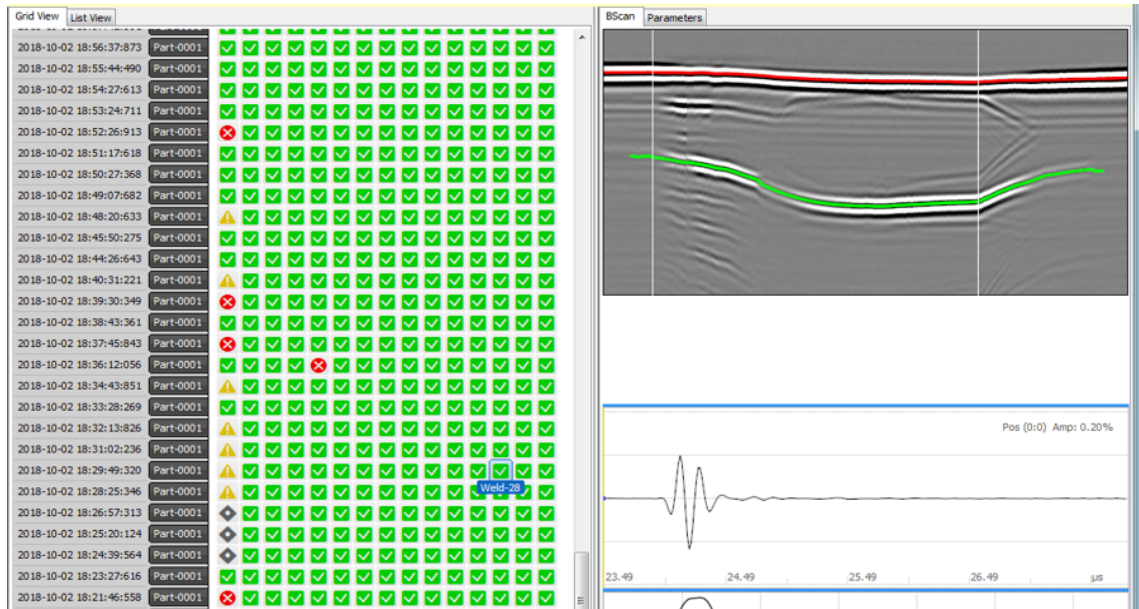 Grid View List View
2018-10-02 18:56:37:873 Part-0001
2018-10-02 18:55:44:490 Part-0001
2018-10-02 18:54:27:613 Part-0001
2018-10-02 18:53:24:711 Part-0001
2018-10-02 18:52:26:913 Part-0001
2018-10-02 18:51:17:618 Part-0001
2018-10-02 18:50:27:368 Part-0001
2018-10-02 18:49:07:682 Part-0001
2018-10-02 18:48:20:633 Part-0001
2018-10-02 18:45:50:275 Part-0001
2018-10-02 18:44:26:643 Part-0001
2018-10-02 18:40:31:221 Part-0001
2018-10-02 18:39:30:349 Part-0001
2018-10-02 18:38:43:361 Part-0001
2018-10-02 18:37:45:843 Part-0001
2018-10-02 18:36:12:056 Part-0001
2018-10-02 18:34:43:851 Part-0001
2018-10-02 18:33:28:269 Part-0001
2018-10-02 18:32:13:826 Part-0001
2018-10-02 18:31:02:236 Part-0001
2018-10-02 18:29:49:320 Part-0001
Weld-28
2018-10-02 18:28:25:346 Part-0001
2018-10-02 18:26:57:313 Part-0001
2018-10-02 18:25:20:124 Part-0001
2018-10-02 18:24:39:564 Part-0001
2018-10-02 18:23:27:616 Part-0001
2018-10-02 18:21:46:558 Part-0001
BScan Parameters
Pos (0:0) Amp: 0.20%
23.49 24.49 25.49 26.49 µs